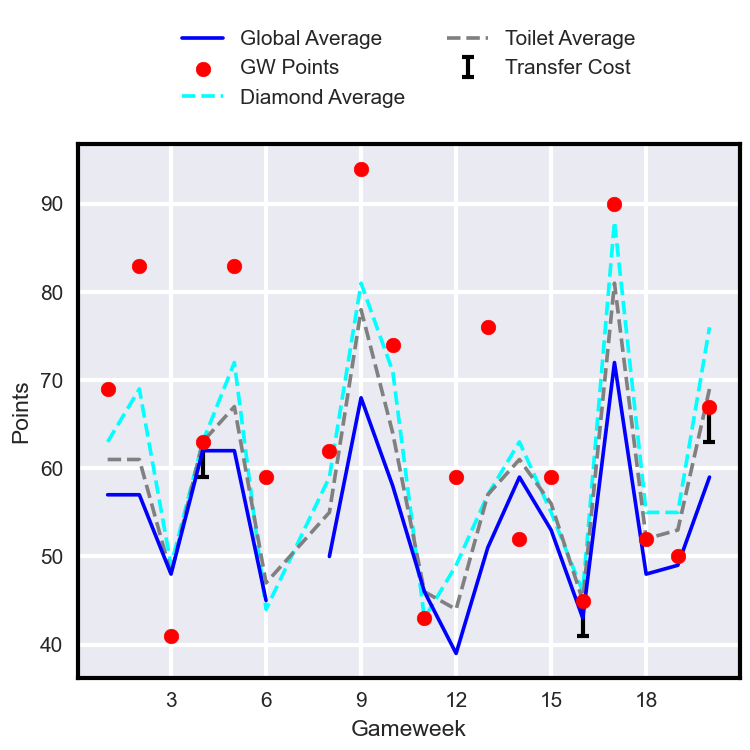 Global Average
GW Points
Diamond Average
Toilet Average
Transfer Cost
90
80
70
60
50
40
Points
3 6 9 12 15 18
Gameweek